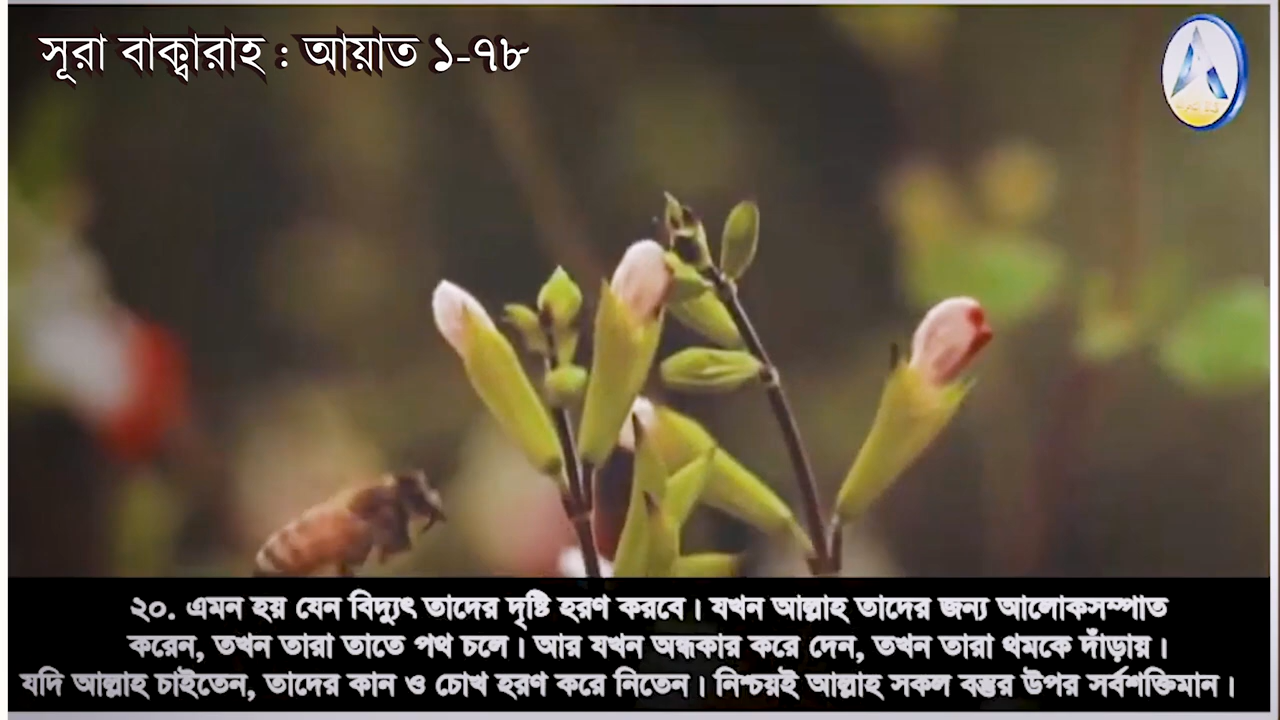 সূরা বাক্বারাহ : আয়াত ১-৭৮
২০. এমন হয় যেন বিদ্যুৎ তাদের দৃষ্টি হরণ করবে। যখন আল্লাহ তাদের জন্য আলোকসম্পাত
করেন, তখন তারা তাতে পথ চলে। আর যখন অন্ধকার করে দেন, তখন তারা থমকে দাঁড়ায়।
যদি আল্লাহ চাইতেন, তাদের কান ও চোখ হরণ করে নিতেন। নিশ্চয়ই আল্লাহ সকল বস্তুর উপর সর্বশক্তিমান।